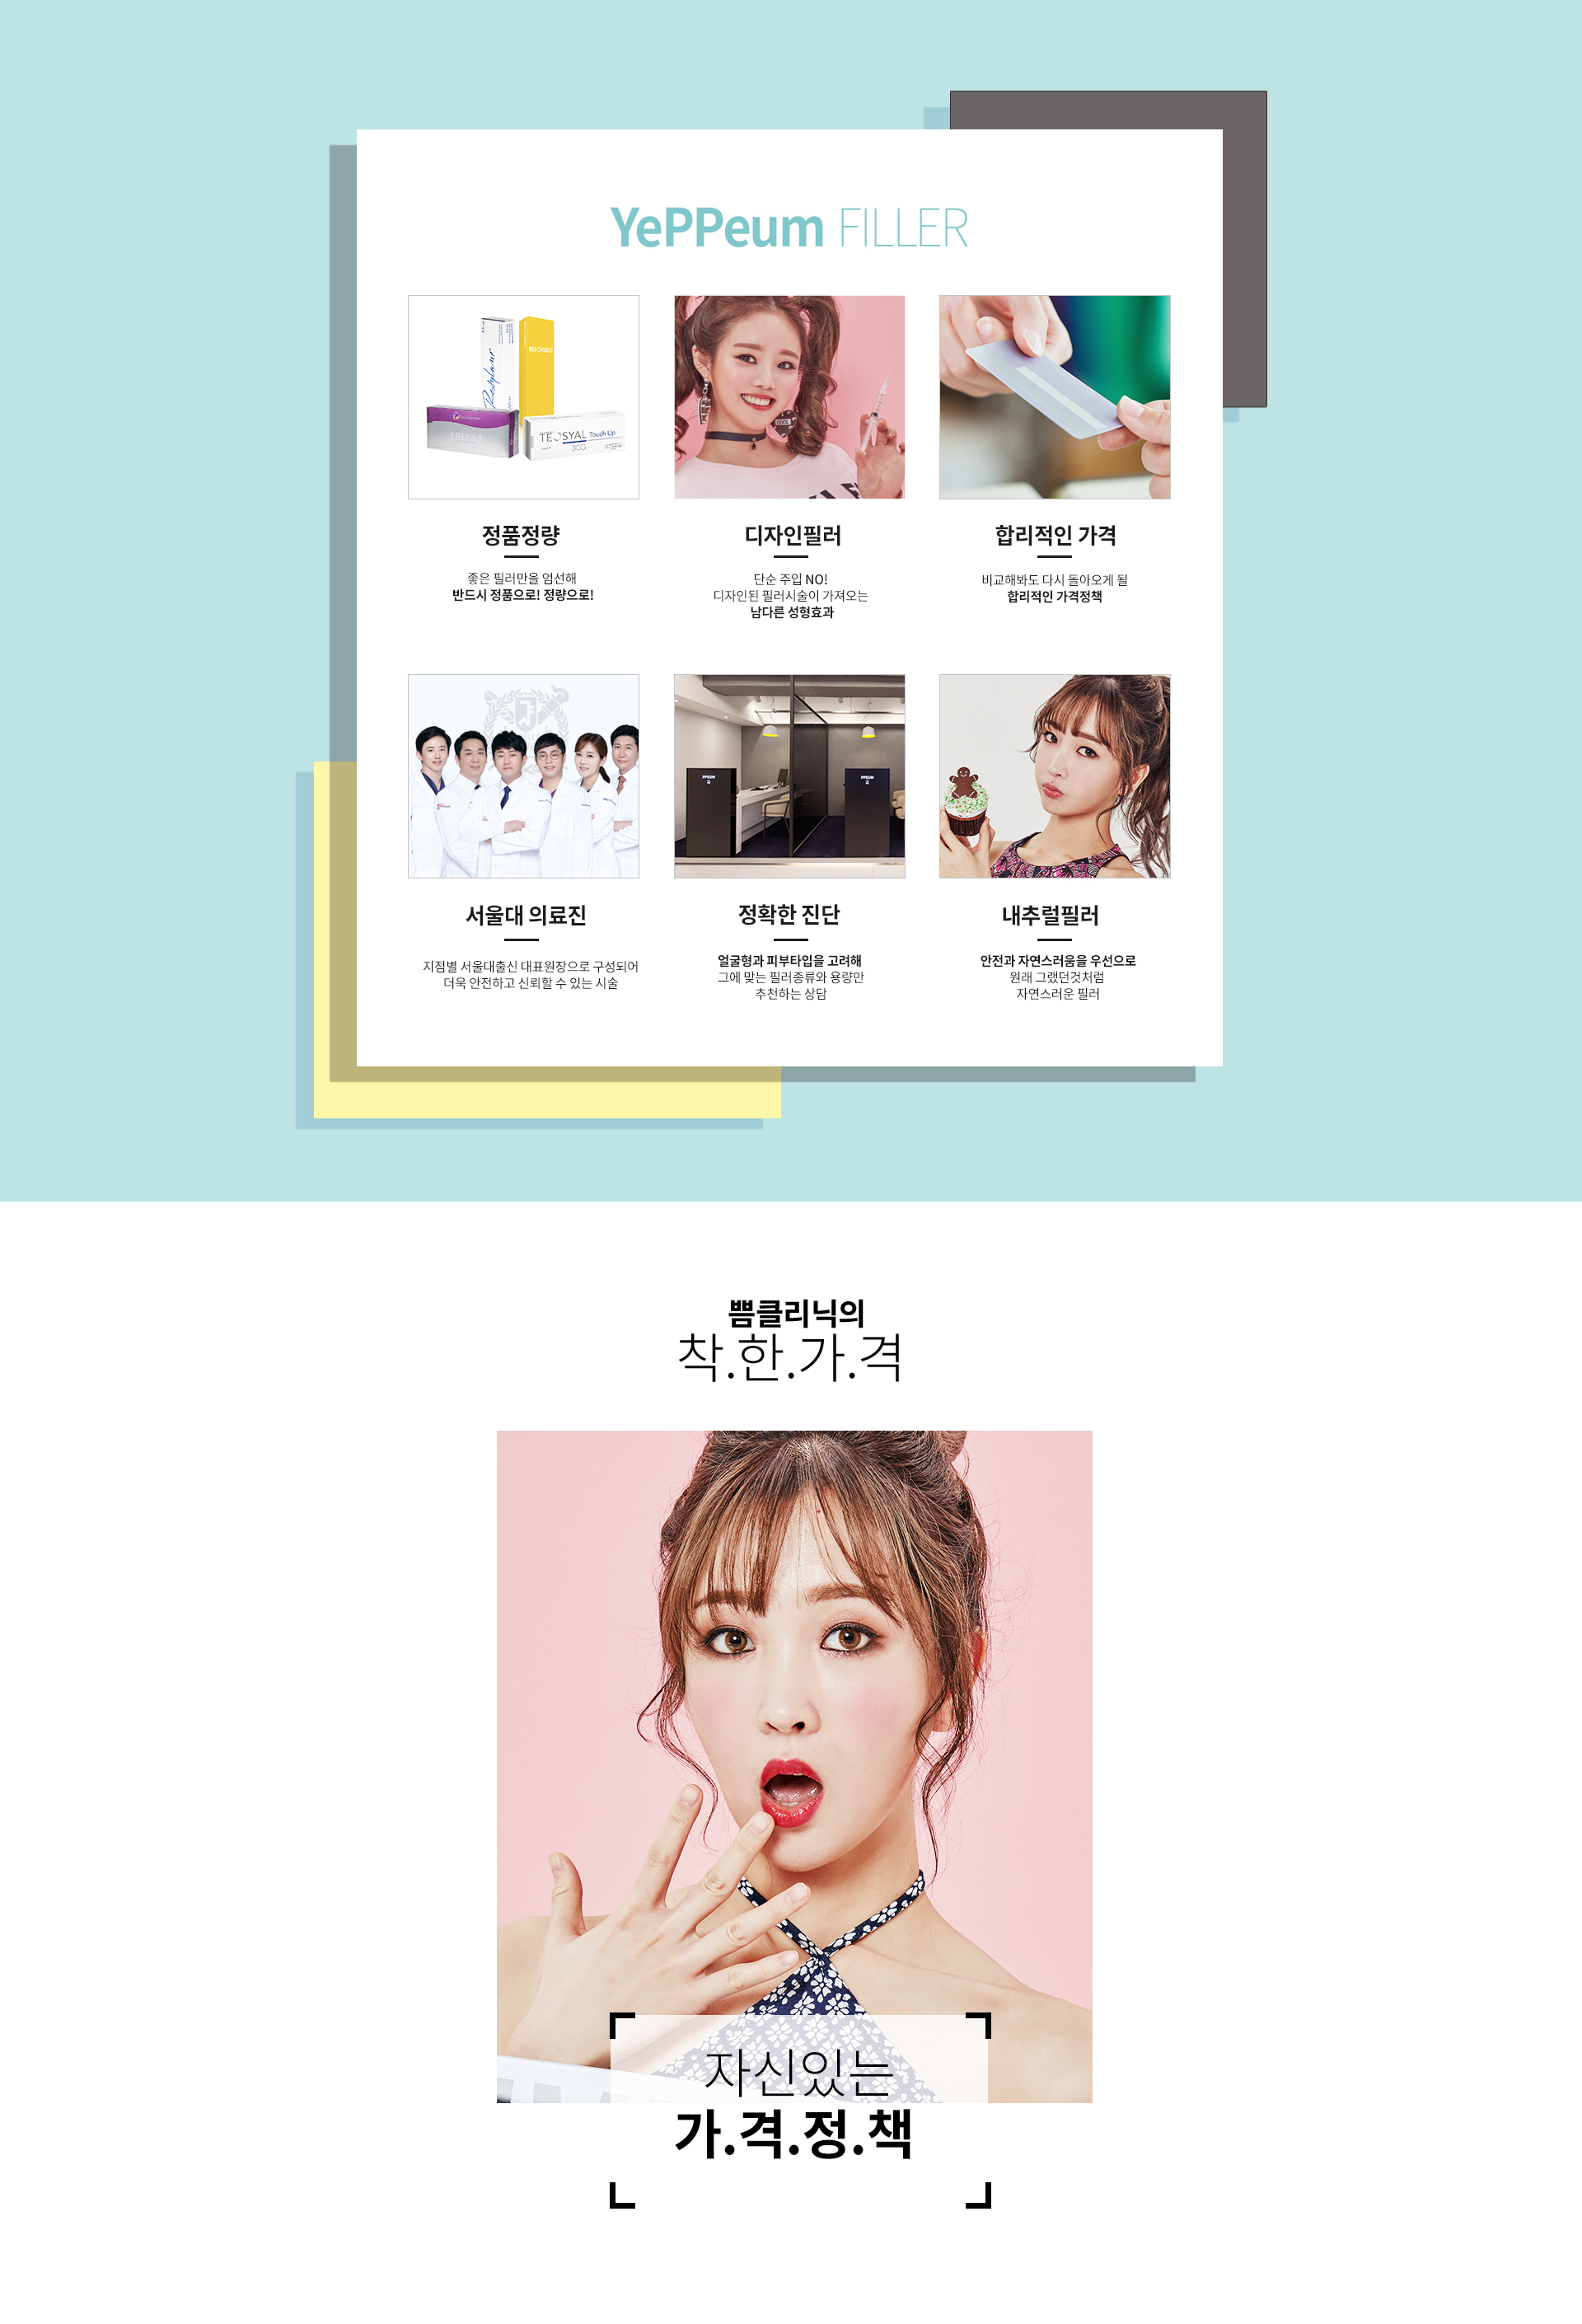 YePPeum FILLER
Restylane
BELOTERO
TEOSYAL Touch Up
30G
COOL
정품정량
좋은 필러만을 엄선해
반드시 정품으로! 정량으로!
디자인필러
단순 주입 NO!
디자인된 필러시술이 가져오는
남다른 성형효과
합리적인 가격
비교해봐도 다시 돌아오게 될
합리적인 가격정책
PPEUM
PPEUM
서울대 의료진
지점별 서울대출신 대표원장으로 구성되어
더욱 안전하고 신뢰할 수 있는 시술
정확한 진단
얼굴형과 피부타입을 고려해
그에 맞는 필러종류와 용량만
추천하는 상담
내추럴필러
안전과 자연스러움을 우선으로
원래 그랬던것처럼
자연스러운 필러
쁨클리닉의
착.한.가.격
자신있는
가.격.정.책